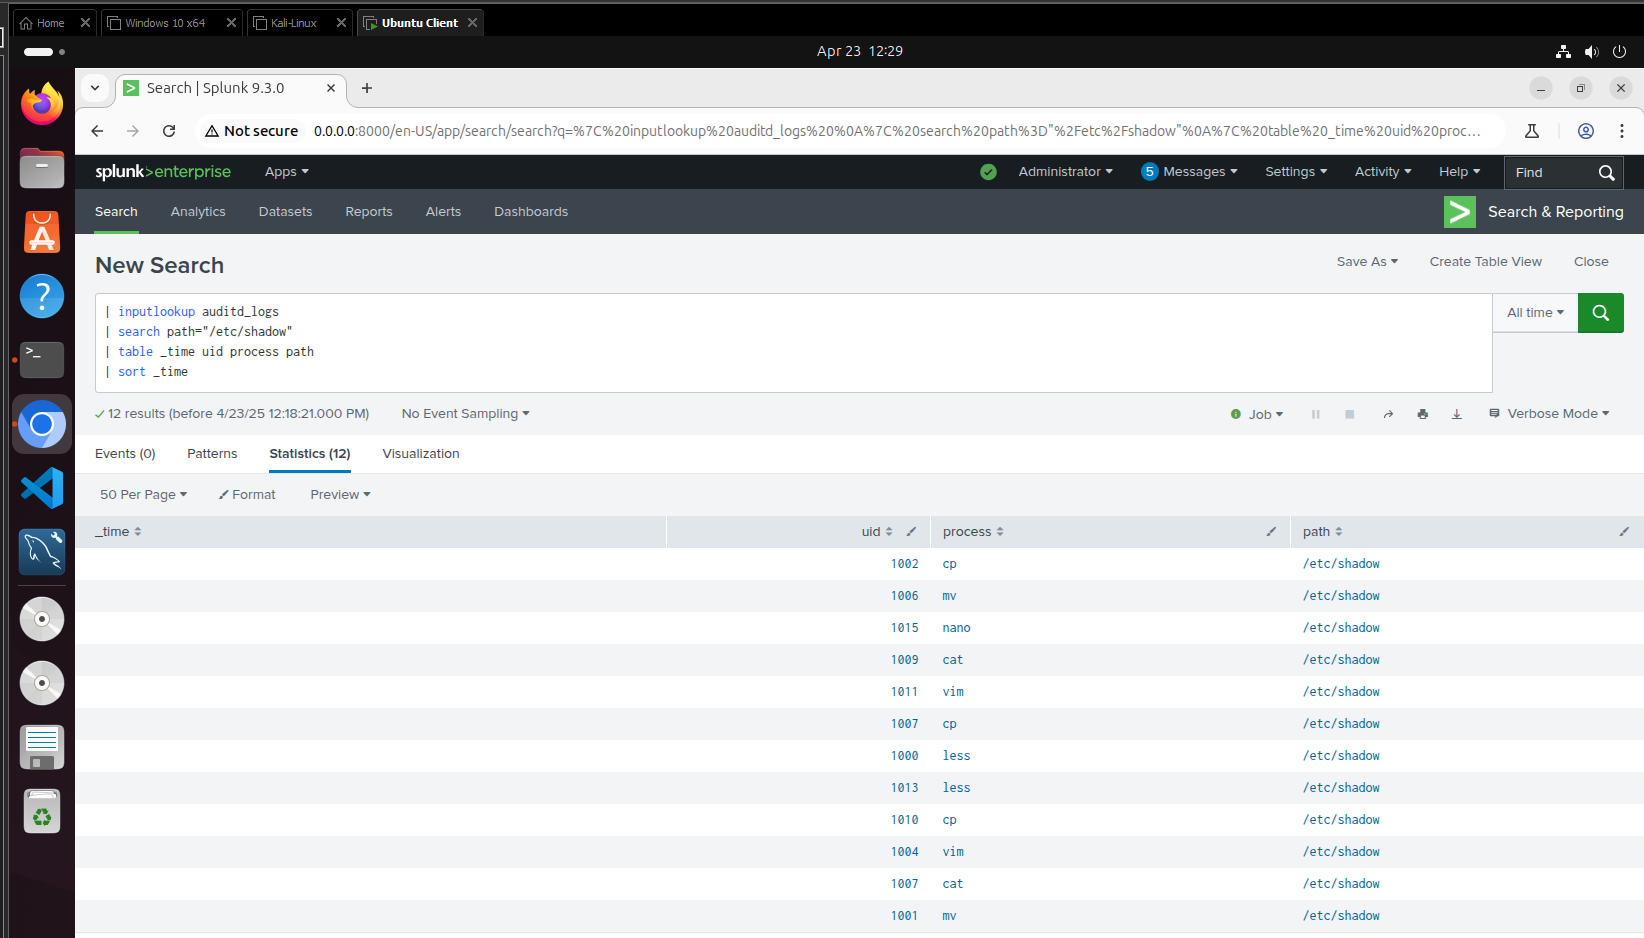 Home
Windows 10 x64
Kali-Linux
Ubuntu Client
Apr 23 12:29
Search | Splunk 9.3.0
Not secure 0.0.0.0:8000/en-US/app/search/search?q=%7C%20inputlookup%20auditd_logs%20%0A%7C%20search%20path%3D"%2Fetc%2Fshadow"%0A%7C%20table%20_time%20uid%20proc...
splunk>enterprise Apps Administrator 5 Messages Settings Activity Help Find
Search Analytics Datasets Reports Alerts Dashboards Search & Reporting
New Search Save As Create Table View Close
| inputlookup auditd_logs
| search path="/etc/shadow"
| table _time uid process path
| sort _time
All time
12 results (before 4/23/25 12:18:21.000 PM) No Event Sampling Job Verbose Mode
Events (0) Patterns Statistics (12) Visualization
50 Per Page Format Preview
_time uid process path
1002 cp /etc/shadow
1006 mv /etc/shadow
1015 nano /etc/shadow
1009 cat /etc/shadow
1011 vim /etc/shadow
1007 cp /etc/shadow
1000 less /etc/shadow
1013 less /etc/shadow
1010 cp /etc/shadow
1004 vim /etc/shadow
1007 cat /etc/shadow
1001 mv /etc/shadow